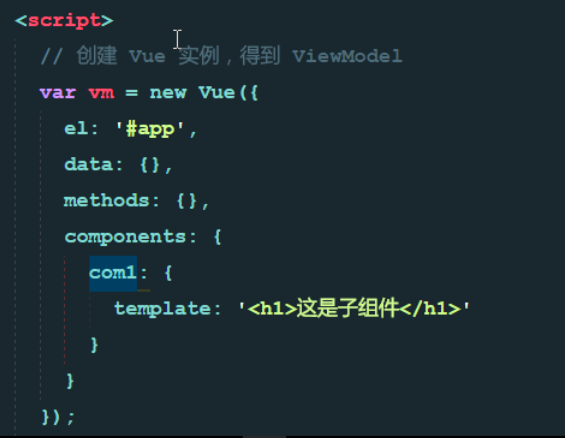 <script>
// 创建 Vue 实例，得到 ViewModel
var vm = new Vue({
el: '#app',
data: {},
methods: {},
components: {
com1: {
template: '<h1>这是子组件</h1>'
}
}
});